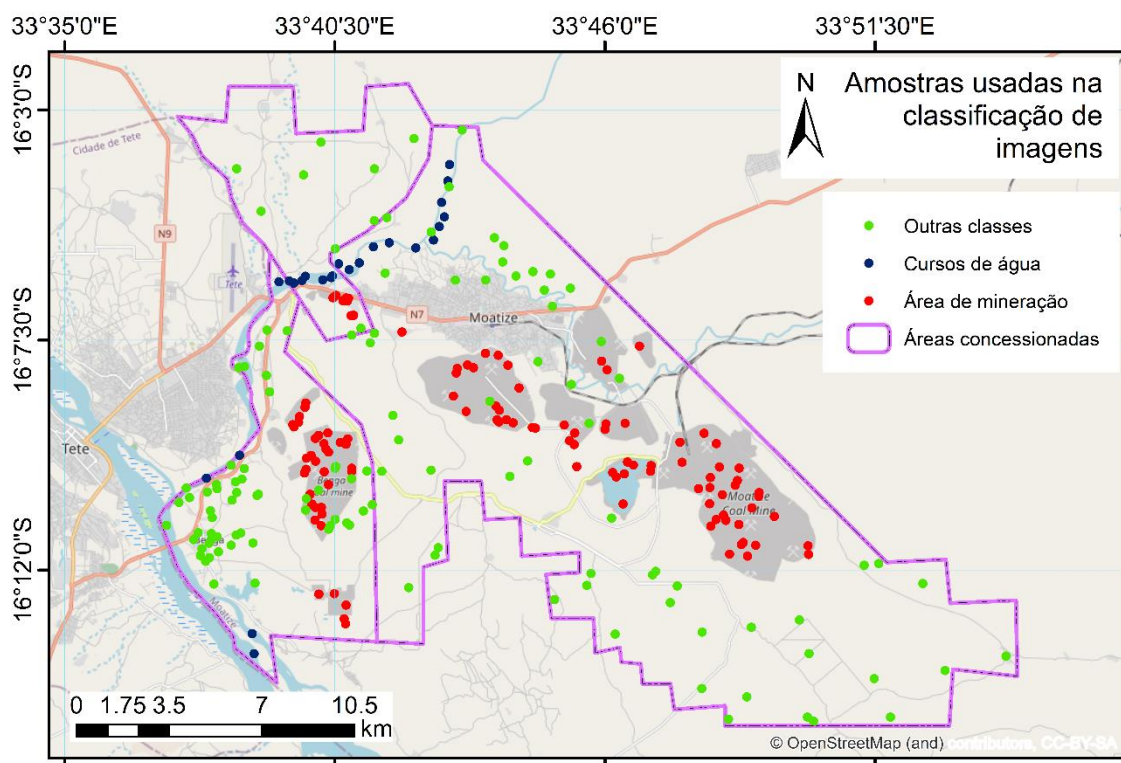 33°35'0"E 33°40'30"E 33°46'0"E 33°51'30"E
16°3'0"S
16°7'30"S
16°12'0"S
N
Amostras usadas na
classificação de
imagens
Outras classes
Cursos de água
Área de mineração
Áreas concessionadas
Cidade de Tete
N9
Tete
N7
Moatize
Tete
Benga
Coal mine
Moatize
Coal Mine
Benga
Moatize
0 1.75 3.5 7 10.5
km
© OpenStreetMap (and) contributors, CC-BY-SA